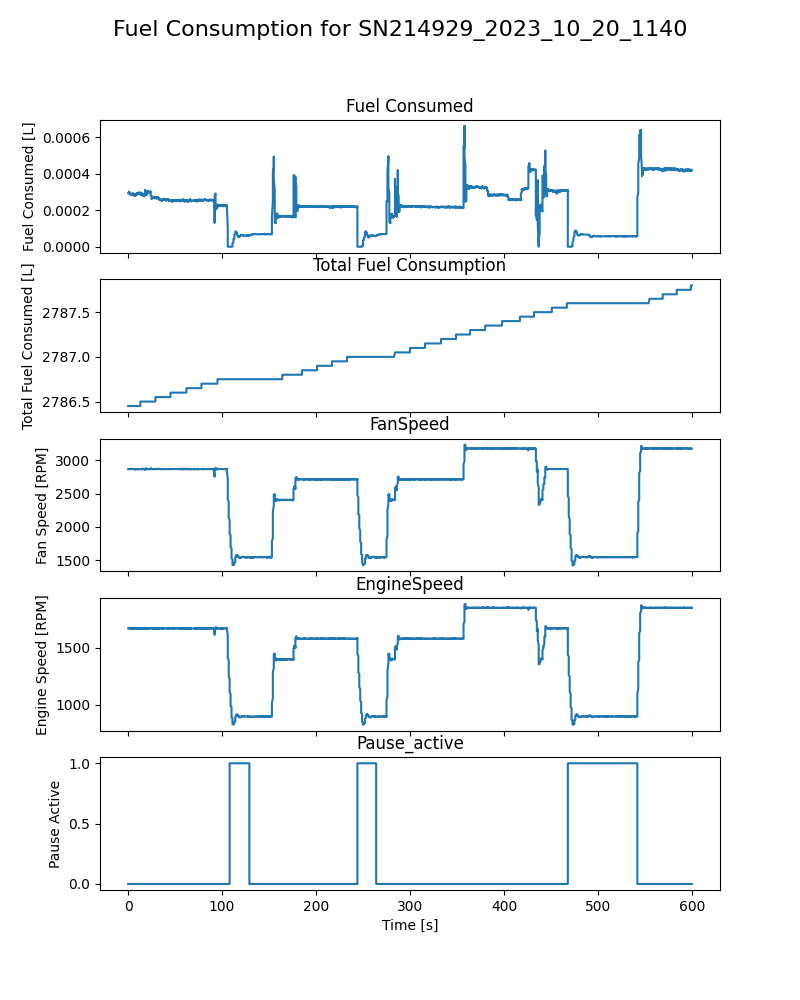 Fuel Consumption for SN214929_2023_10_20_1140
Fuel Consumed
Fuel Consumed [L]
0.0006
0.0004
0.0002
0.0000
Total Fuel Consumption
Total Fuel Consumed [L]
2787.5
2787.0
2786.5
FanSpeed
Fan Speed [RPM]
3000
2500
2000
1500
EngineSpeed
Engine Speed [RPM]
1500
1000
Pause_active
Pause Active
1.0
0.5
0.0
0 100 200 300 400 500 600
Time [s]